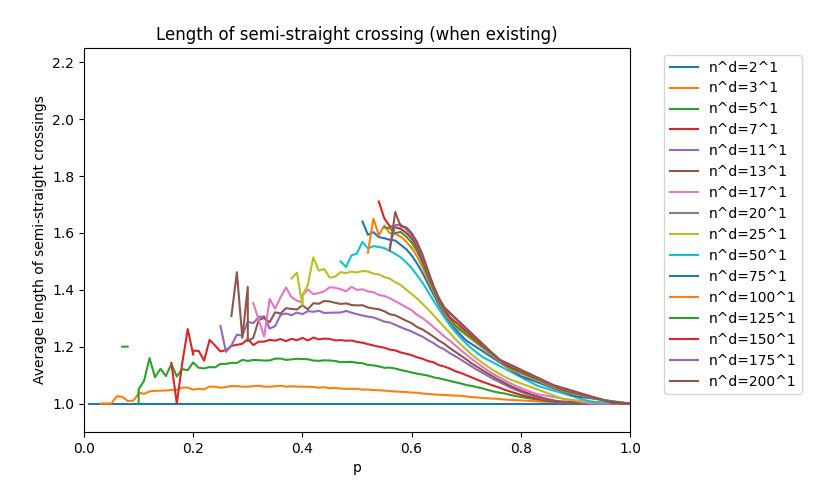 Length of semi-straight crossing (when existing)
Average length of semi-straight crossings
2.2
2.0
1.8
1.6
1.4
1.2
1.0
0.0
0.2
0.4
0.6
0.8
1.0
p
n^d=2^1
n^d=3^1
n^d=5^1
n^d=7^1
n^d=11^1
n^d=13^1
n^d=17^1
n^d=20^1
n^d=25^1
n^d=50^1
n^d=75^1
n^d=100^1
n^d=125^1
n^d=150^1
n^d=175^1
n^d=200^1